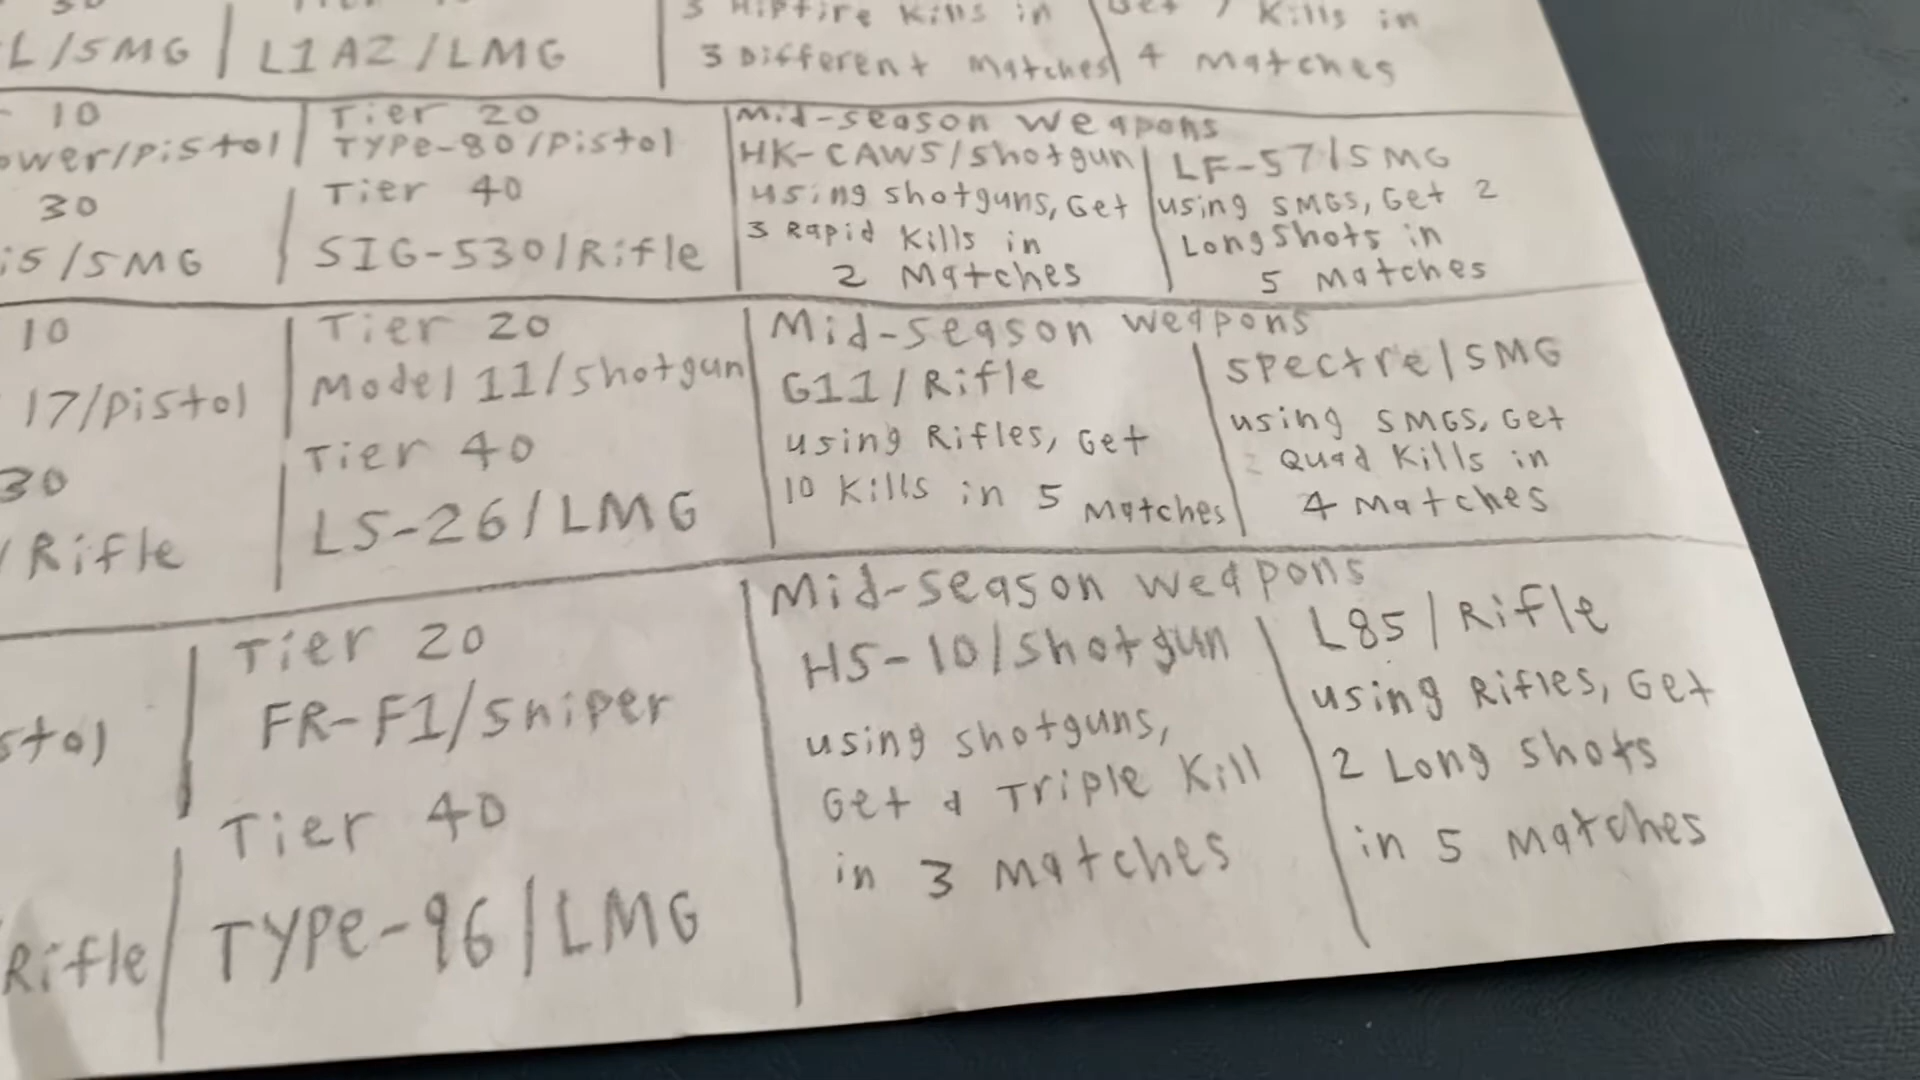 30
L/SMG | L1A2/LMG
3 Hipfire Kills in
3 Different Matches
Get 7 Kills in
4 Matches
10
ower/Pistol
30
is/SMG
Tier 20
TYPe-80/Pistol
Tier 40
SIG-530/Rifle
Mid-season weapons
HK-CAWS/Shotgun
using shotguns, Get
3 Rapid Kills in
2 Matches
LF-57/SMG
using SMGS, Get 2
Longshots in
5 Matches
10
17/Pistol
30
/Rifle
Tier 20
Model 11/shotgun
Tier 40
LS-26/LMG
Mid-season weapons
G11/Rifle
using Rifles, Get
10 Kills in 5 Matches
Spectre/SMG
using SMGS, Get
Quad Kills in
4 Matches
stol
Rifle
Tier 20
FR-F1/Sniper
Tier 40
TYPe-96/LMG
Mid-season weapons
HS-10/Shotgun
using shotguns,
Get a Triple Kill
in 3 Matches
L85/Rifle
using Rifles, Get
2 Long shots
in 5 Matches